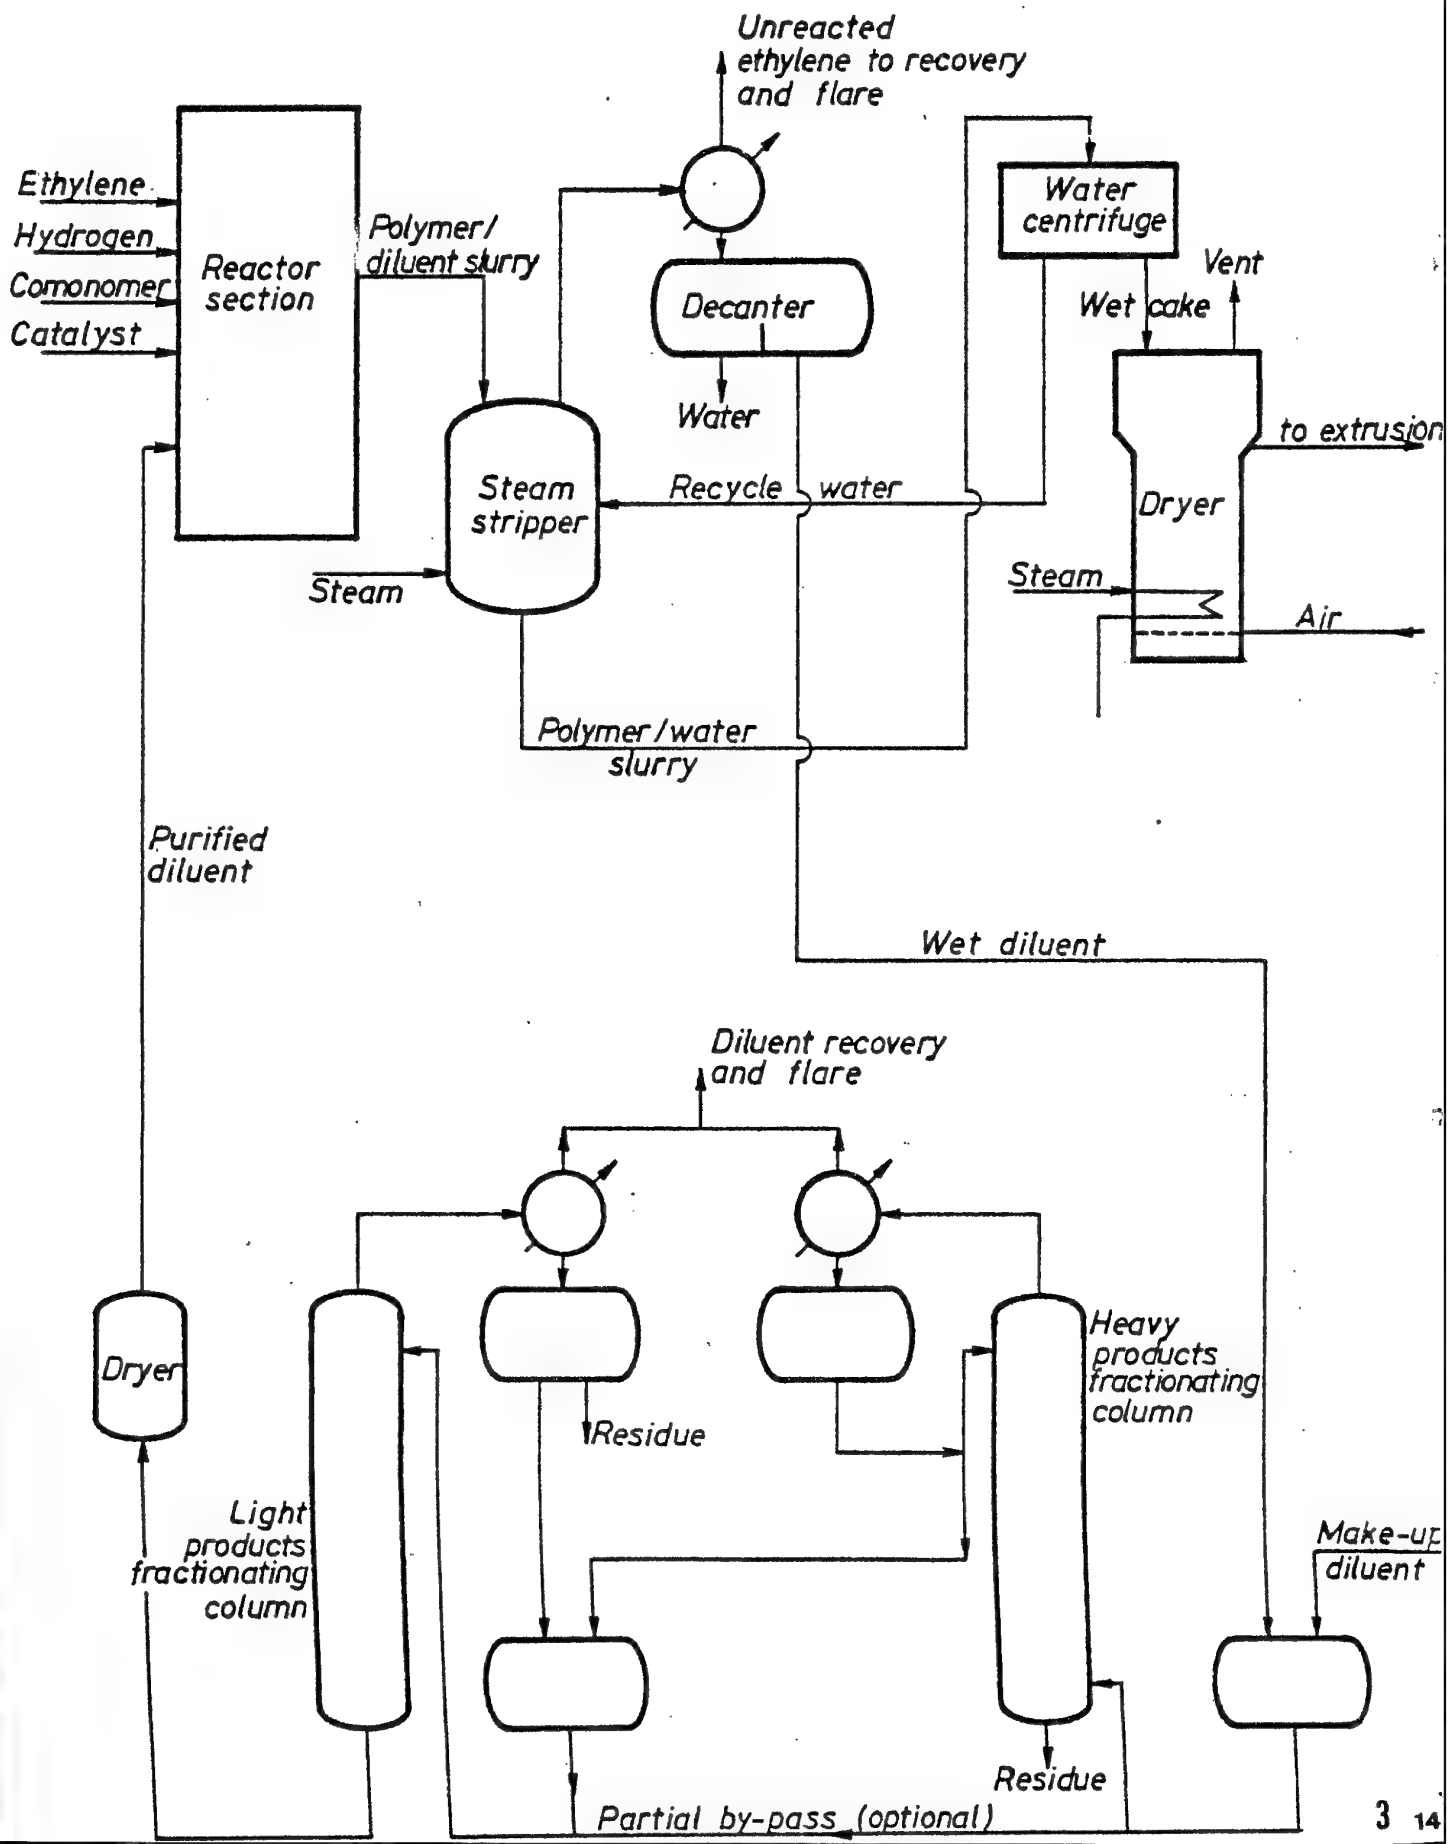 Unreacted
ethylene to recovery
and flare
Ethylene
Hydrogen
Comonomer
Catalyst
Reactor
section
Polymer/
diluent slurry
Decanter
Water
Water
centrifuge
Vent
Wet cake
to extrusion
Steam
stripper
Recycle water
Dryer
Steam
Steam
Air
Polymer/water
slurry
Purified
diluent
Wet diluent
Diluent recovery
and flare
Dryer
Residue
Heavy
products
fractionating
column
Light
products
fractionating
column
Make-up
diluent
Residue
Partial by-pass (optional)
3 14